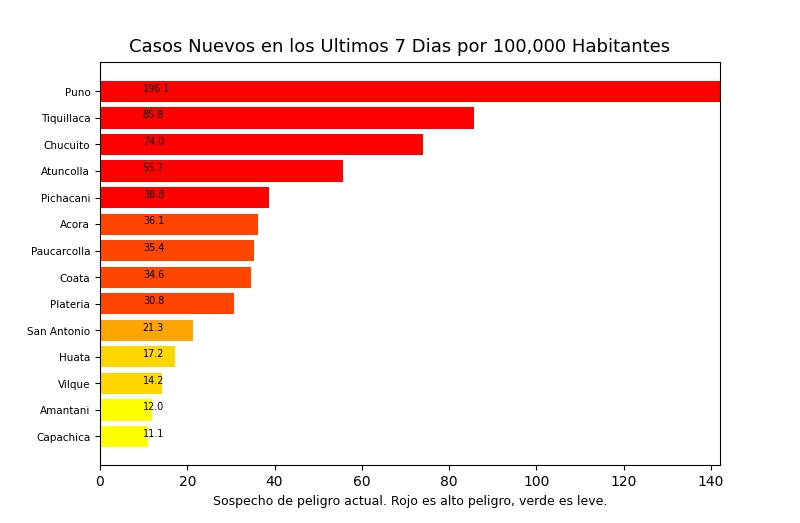 Casos Nuevos en los Ultimos 7 Dias por 100,000 Habitantes
Puno 196.1
Tiquillaca 85.8
Chucuito 74.0
Atuncolla 55.7
Pichacani 38.8
Acora 36.1
Paucarcolla 35.4
Coata 34.6
Plateria 30.8
San Antonio 21.3
Huata 17.2
Vilque 14.2
Amantani 12.0
Capachica 11.1
0 20 40 60 80 100 120 140
Sospecho de peligro actual. Rojo es alto peligro, verde es leve.